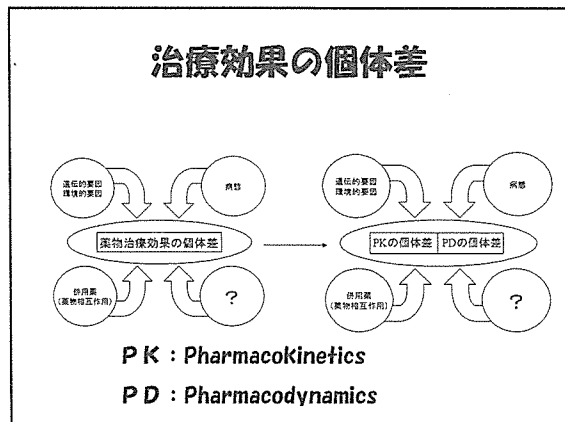 治療効果の個体差
遺伝的要因
環境的要因
病態
薬物治療効果の個体差
併用薬
(薬物相互作用)
?
遺伝的要因
環境的要因
病態
PKの個体差 PDの個体差
併用薬
(薬物相互作用)
?
PK:Pharmacokinetics
PD:Pharmacodynamics